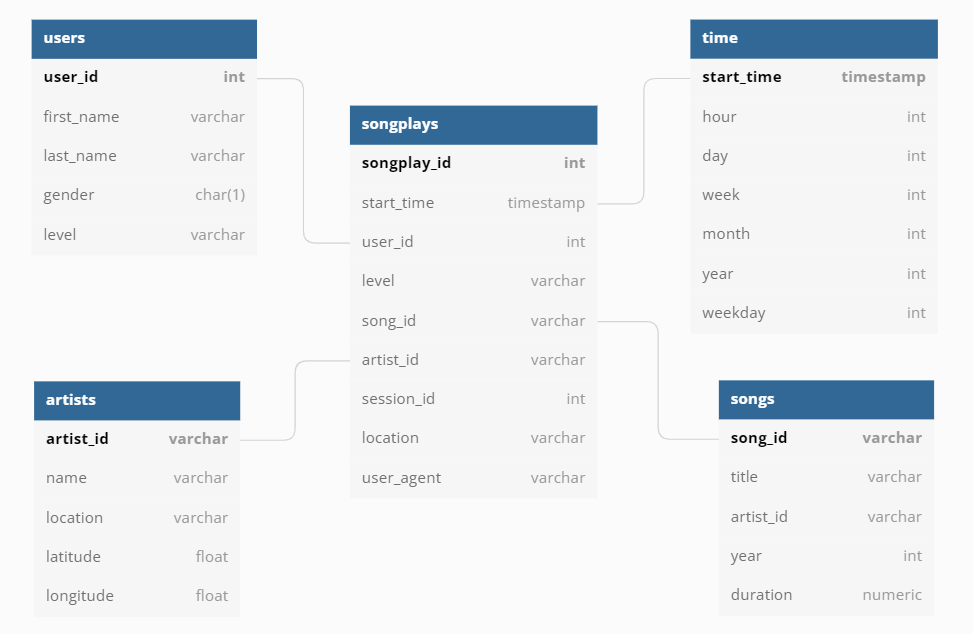 users
user_id int
first_name varchar
last_name varchar
gender char(1)
level varchar
songplays
songplay_id int
start_time timestamp
user_id int
level varchar
song_id varchar
artist_id varchar
session_id int
location varchar
user_agent varchar
time
start_time timestamp
hour int
day int
week int
month int
year int
weekday int
artists
artist_id varchar
name varchar
location varchar
latitude float
longitude float
songs
song_id varchar
title varchar
artist_id varchar
year int
duration numeric